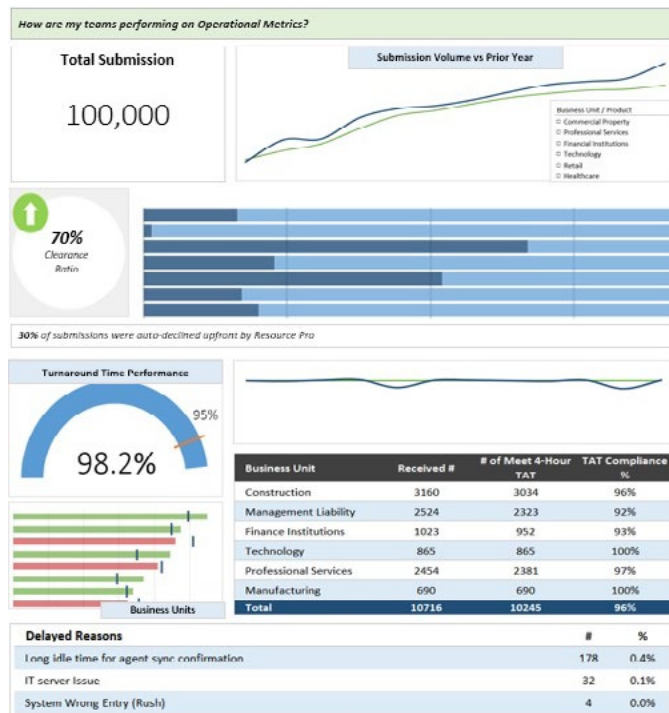 How are my teams performing on Operational Metrics?
Total Submission
100,000
Submission Volume vs Prior Year
Business Unit / Product
Commercial Property
Professional Services
Financial Institutions
Technology
Retail
Healthcare
70%
Clearance
Ratio
30% of submissions were auto-declined upfront by Resource Pro
Turnaround Time Performance
95%
98.2%
Business Unit Received # # of Meet 4-Hour TAT TAT Compliance %
Construction 3160 3034 96%
Management Liability 2524 2323 92%
Finance Institutions 1023 952 93%
Technology 865 865 100%
Professional Services 2454 2381 97%
Manufacturing 690 690 100%
Total 10716 10245 96%
Business Units
Delayed Reasons # %
Long idle time for agent sync confirmation 178 0.4%
IT server Issue 32 0.1%
System Wrong Entry (Rush) 4 0.0%